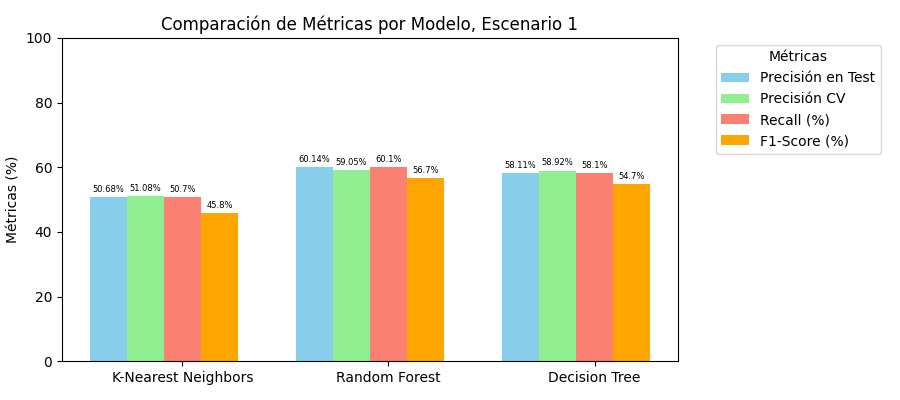 Comparación de Métricas por Modelo, Escenario 1
Métricas (%)
100
80
60
40
20
0
50.68%
51.08%
50.7%
45.8%
60.14%
59.05%
60.1%
56.7%
58.11%
58.92%
58.1%
54.7%
K-Nearest Neighbors
Random Forest
Decision Tree
Métricas
Precisión en Test
Precisión CV
Recall (%)
F1-Score (%)